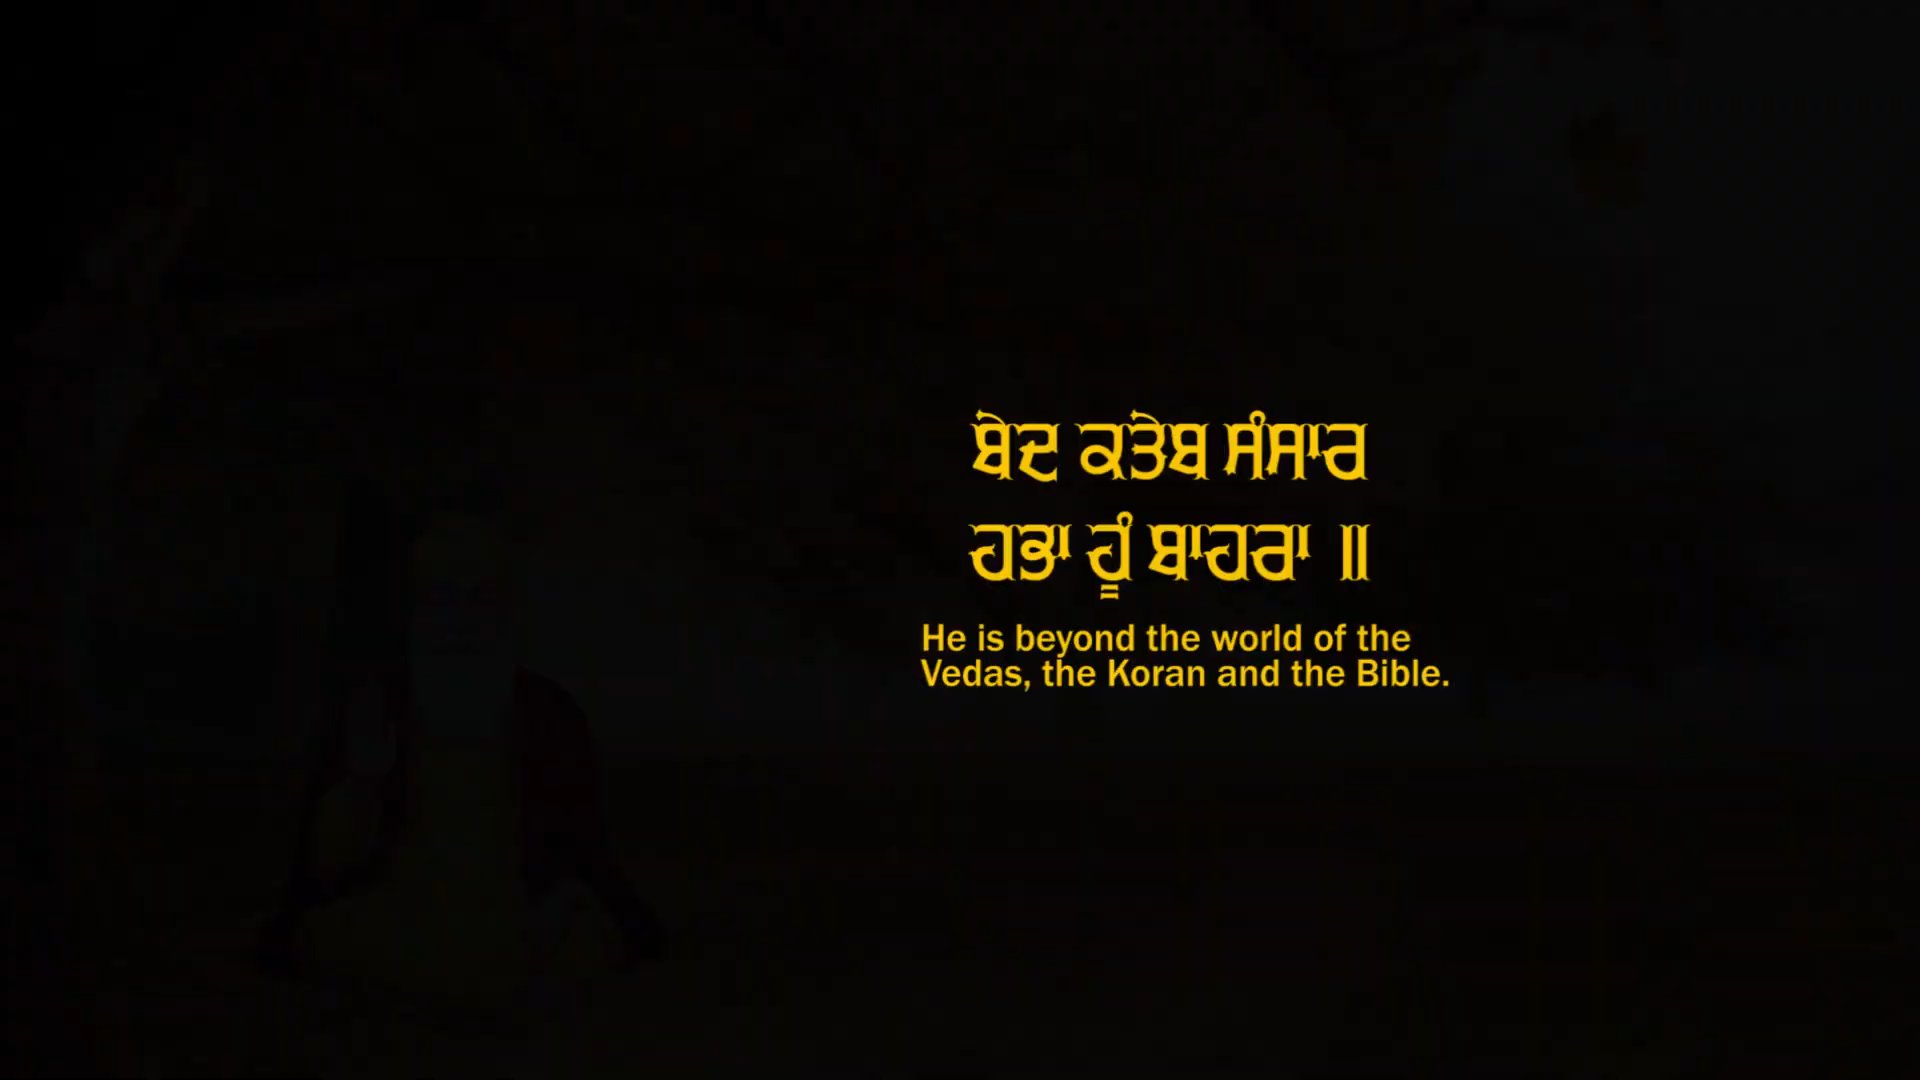 ਬੇਦ ਕਤੇਬ ਸੰਸਾਰ
ਹਭਾ ਹੂੰ ਬਾਹਰਾ ॥
He is beyond the world of the
Vedas, the Koran and the Bible.